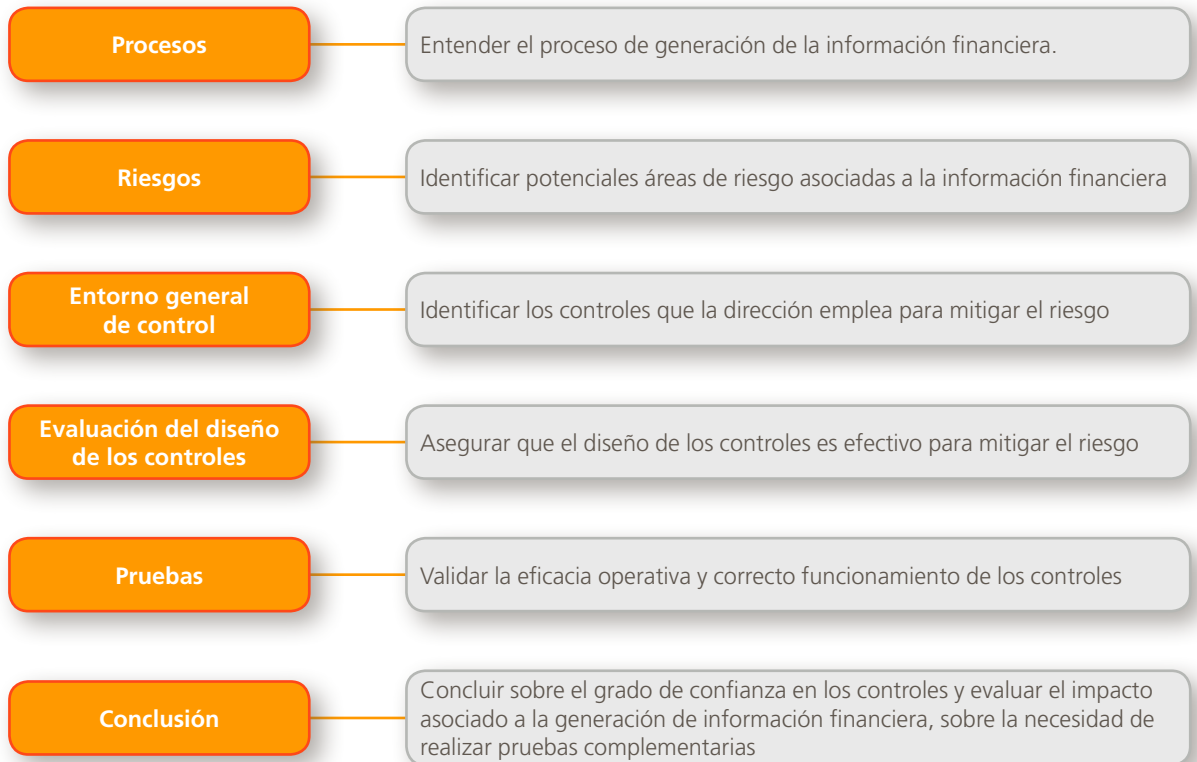 Procesos
Entender el proceso de generación de la información financiera.
Riesgos
Identificar potenciales áreas de riesgo asociadas a la información financiera
Entorno general
de control
Identificar los controles que la dirección emplea para mitigar el riesgo
Evaluación del diseño
de los controles
Asegurar que el diseño de los controles es efectivo para mitigar el riesgo
Pruebas
Validar la eficacia operativa y correcto funcionamiento de los controles
Conclusión
Concluir sobre el grado de confianza en los controles y evaluar el impacto
asociado a la generación de información financiera, sobre la necesidad de
realizar pruebas complementarias